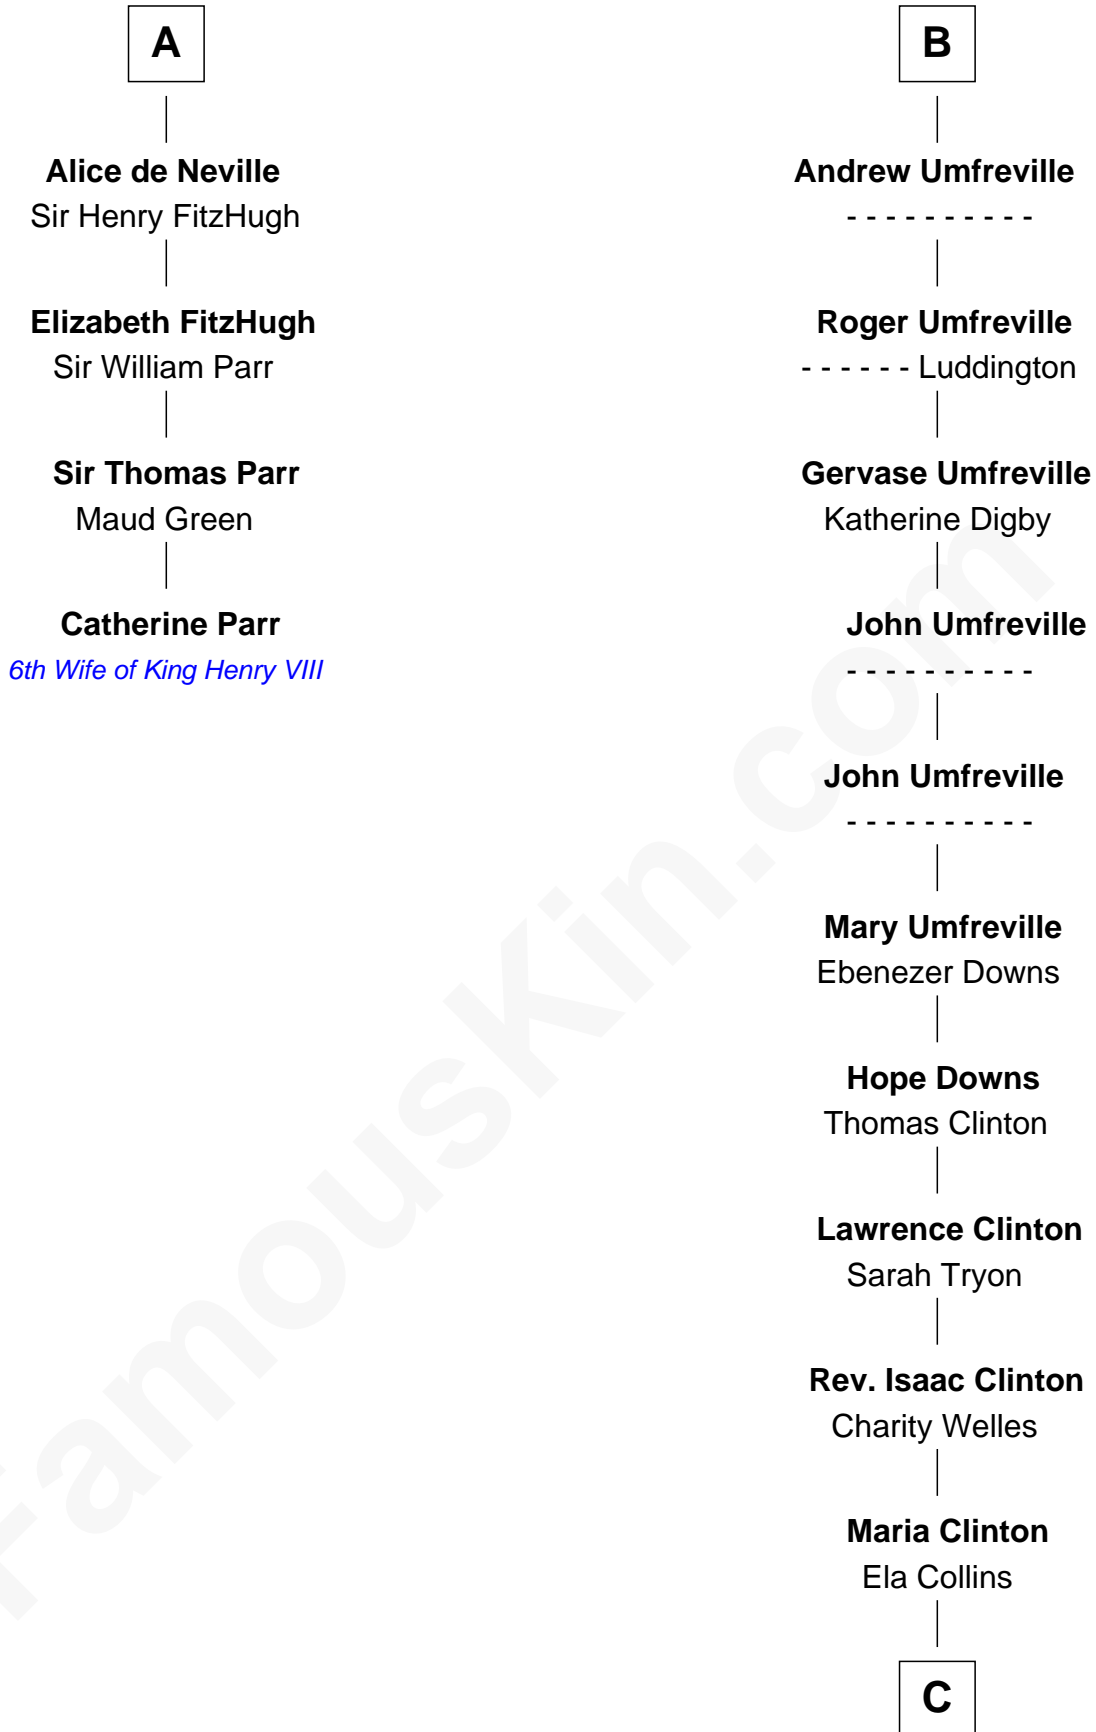 A
Alice de Neville
Sir Henry FitzHugh
Elizabeth FitzHugh
Sir William Parr
Sir Thomas Parr
Maud Green
Catherine Parr
6th Wife of King Henry VIII
B
Andrew Umfreville
- - - - - - - - - -
Roger Umfreville
- - - - - - Luddington
Gervase Umfreville
Katherine Digby
John Umfreville
- - - - - - - - - -
John Umfreville
- - - - - - - - - -
Mary Umfreville
Ebenezer Downs
Hope Downs
Thomas Clinton
Lawrence Clinton
Sarah Tryon
Rev. Isaac Clinton
Charity Welles
Maria Clinton
Ela Collins
C
FamousKin.com